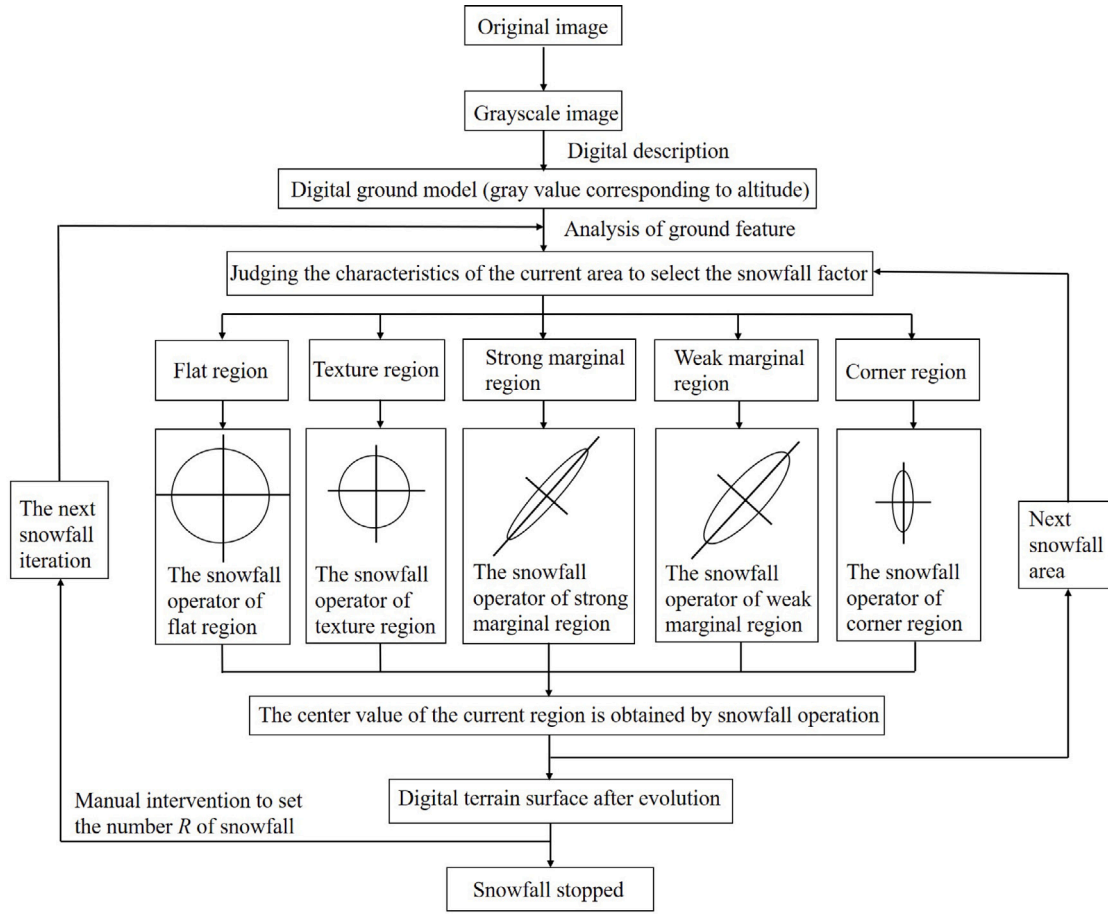 Original image
Grayscale image
Digital description
Digital ground model (gray value corresponding to altitude)
Analysis of ground feature
Judging the characteristics of the current area to select the snowfall factor
Flat region
Texture region
Strong marginal
region
Weak marginal
region
Corner region
The snowfall
operator of
flat region
The snowfall
operator of
texture region
The snowfall
operator of strong
marginal region
The snowfall
operator of weak
marginal region
The snowfall
operator of
corner region
The next
snowfall
iteration
Next
snowfall
area
The center value of the current region is obtained by snowfall operation
Digital terrain surface after evolution
Manual intervention to set
the number R of snowfall
Snowfall stopped